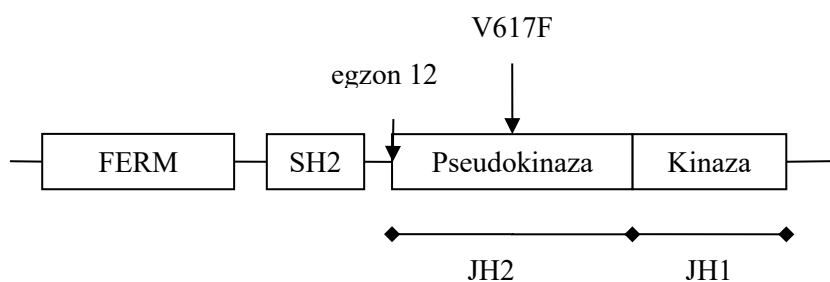 V617F
egzon 12
FERM
SH2
Pseudokinaza
Kinaza
JH2
JH1